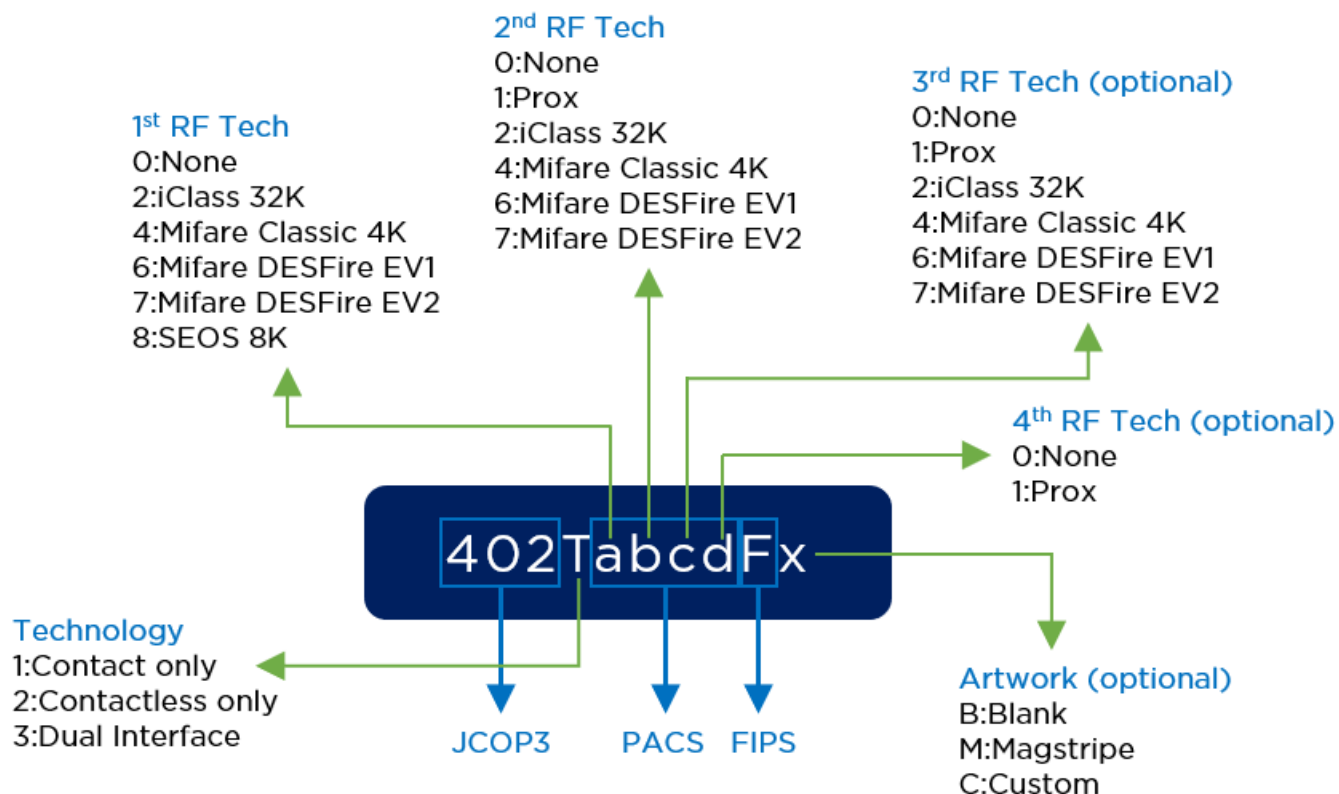 1st RF Tech
0:None
2:iClass 32K
4:Mifare Classic 4K
6:Mifare DESFire EV1
7:Mifare DESFire EV2
8:SEOS 8K
2nd RF Tech
0:None
1:Prox
2:iClass 32K
4:Mifare Classic 4K
6:Mifare DESFire EV1
7:Mifare DESFire EV2
3rd RF Tech (optional)
0:None
1:Prox
2:iClass 32K
4:Mifare Classic 4K
6:Mifare DESFire EV1
7:Mifare DESFire EV2
4th RF Tech (optional)
0:None
1:Prox
402TabcdFx
Technology
1:Contact only
2:Contactless only
3:Dual Interface
JCOP3
PACS
FIPS
Artwork (optional)
B:Blank
M:Magstripe
C:Custom